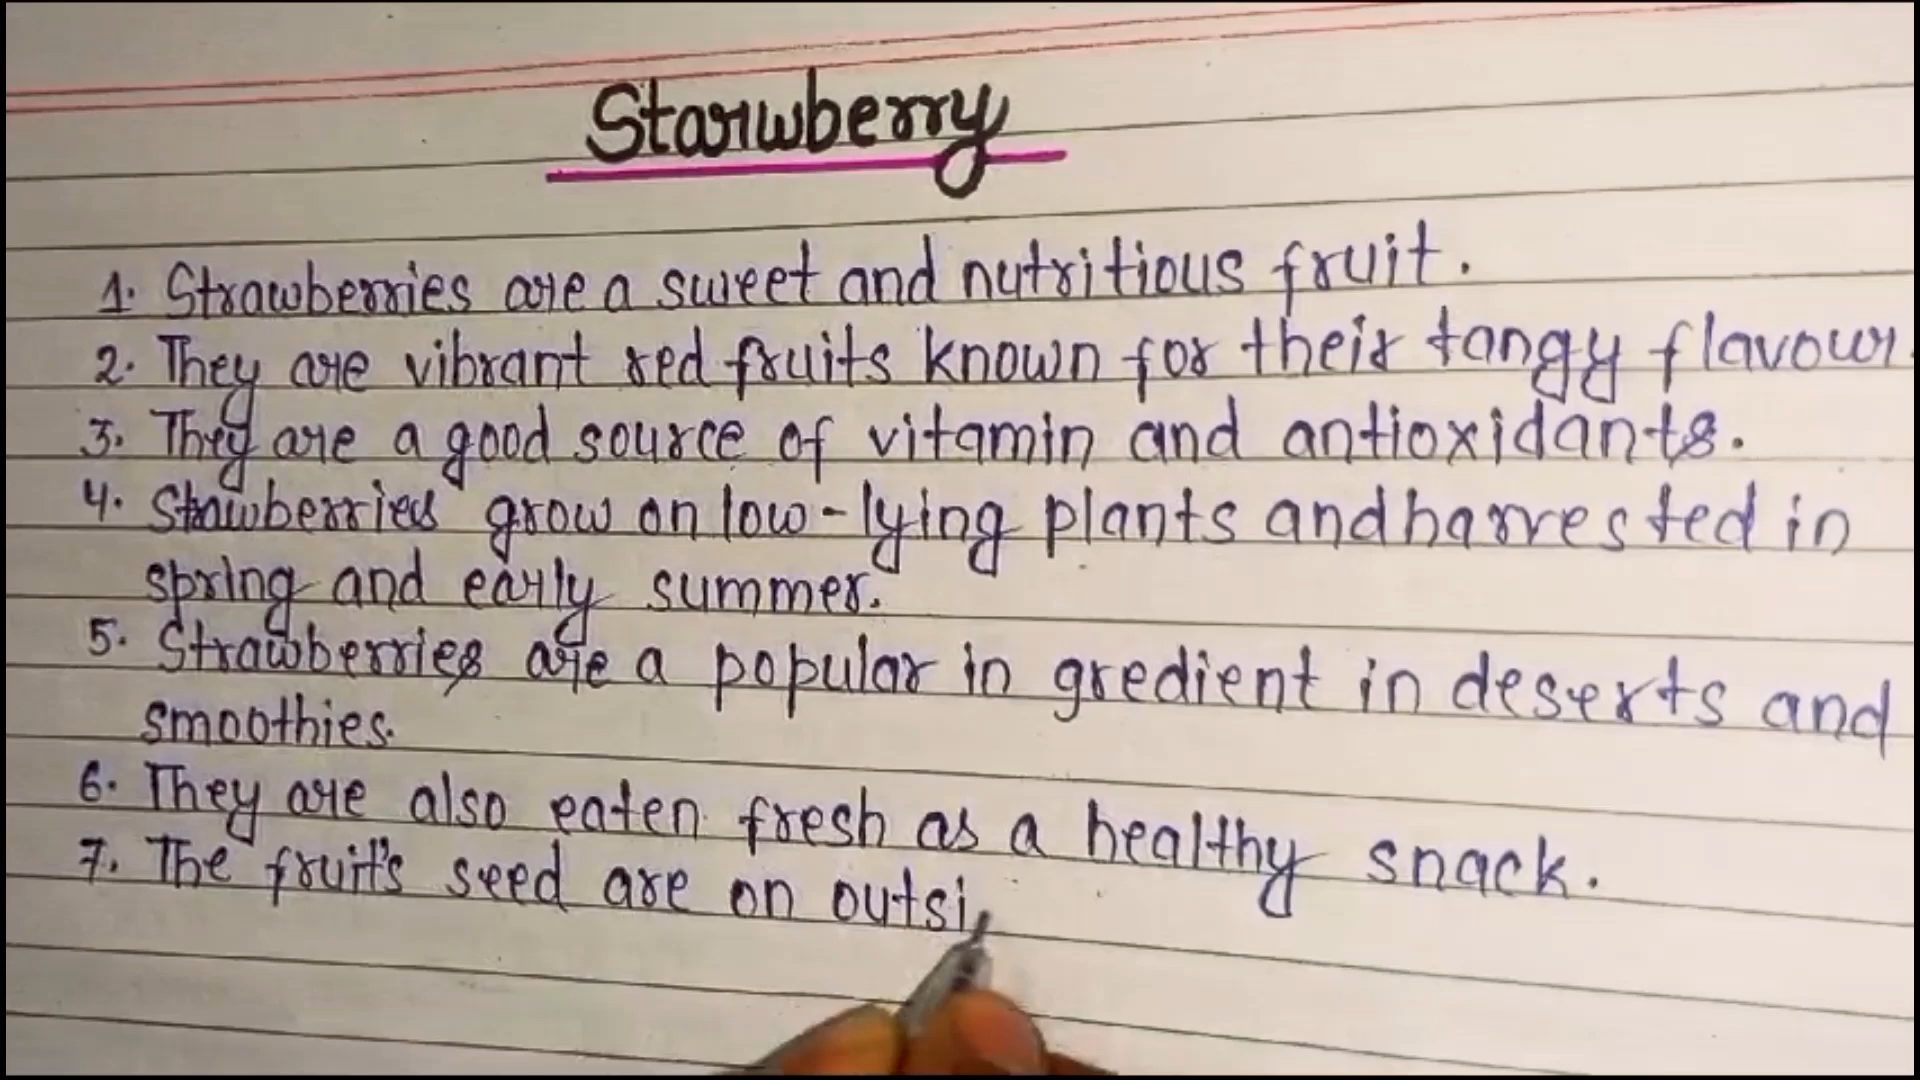 Starwberry
1. Strawberries are a sweet and nutritious fruit.
2. They are vibrant red fruits known for their tangy flavour.
3. They are a good source of vitamin and antioxidants.
4. Strawberries grow on low-lying plants and harvested in
spring and early summer.
5. Strawberries are a popular in gredient in deserts and
smoothies.
6. They are also eaten fresh as a healthy snack.
7. The fruit's seed are on outsi